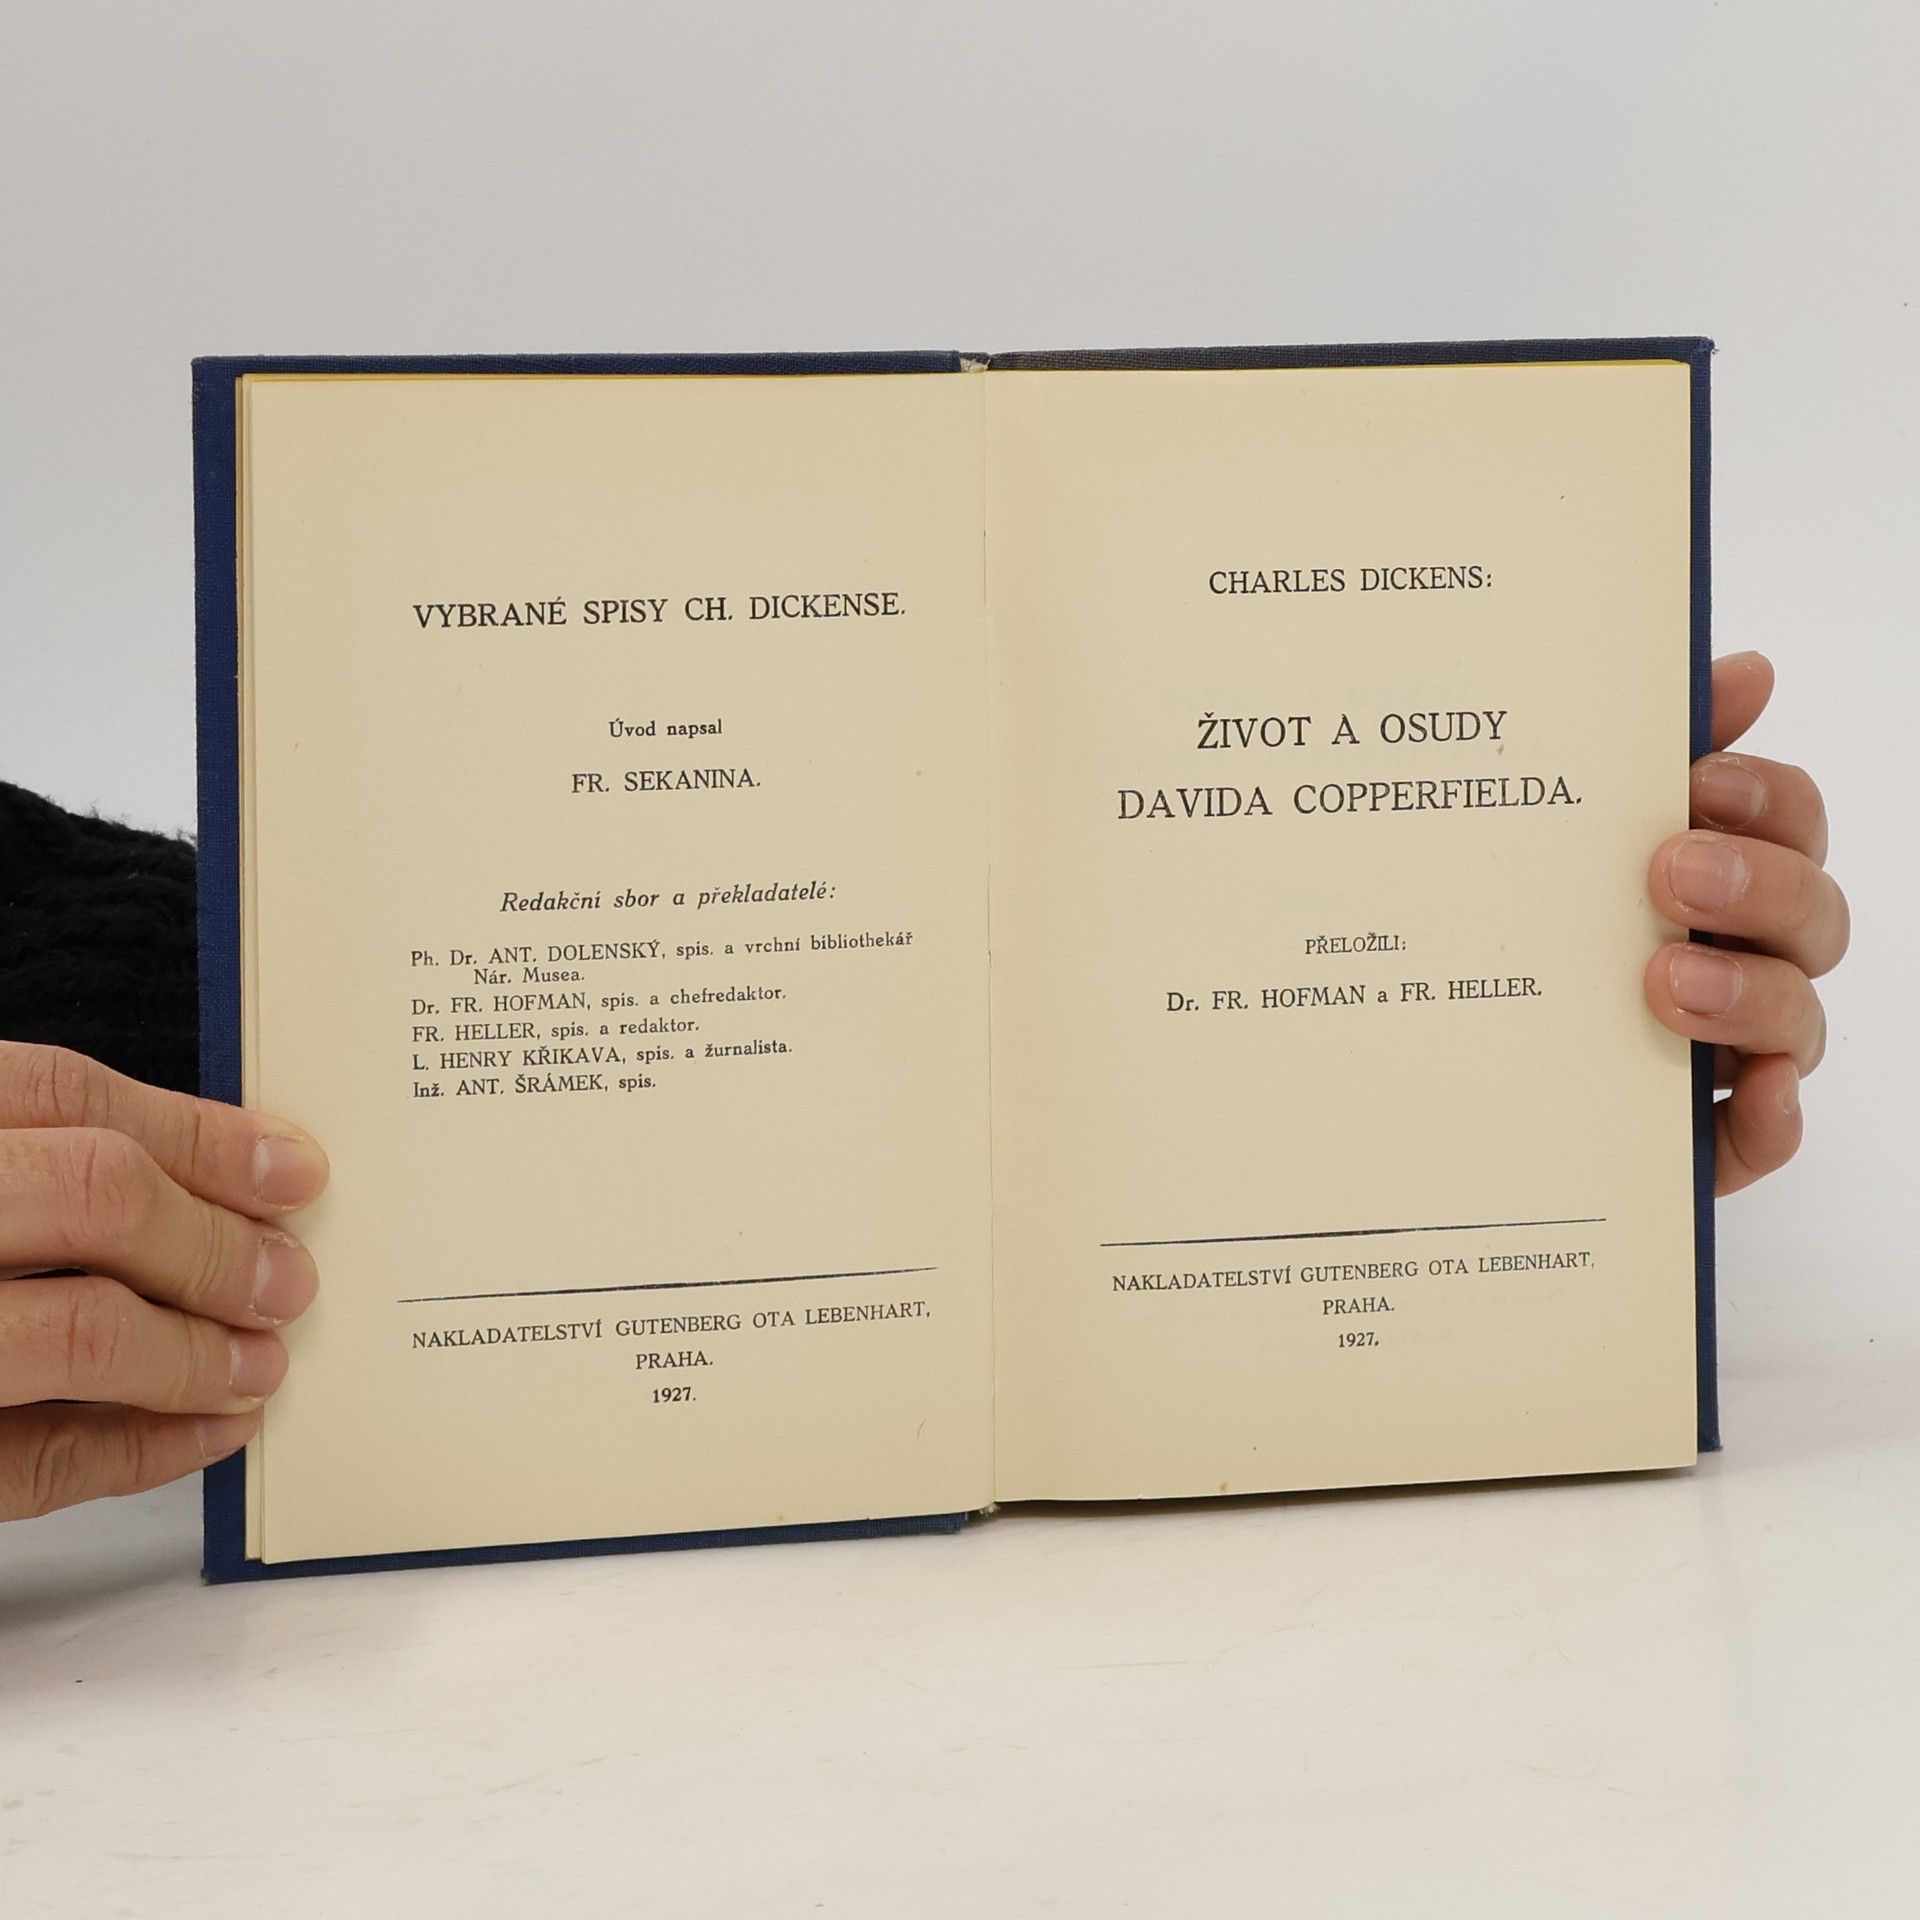 VYBRANÉ SPISY CH. DICKENSE.
Úvod napsal
FR. SEKANINA.
Redakční sbor a překladatelé:
Ph. Dr. ANT. DOLENSKÝ, spis. a vrchní bibliothekář
Nár. Musea.
Dr. FR. HOFMAN, spis. a chefredaktor.
FR. HELLER, spis. a redaktor.
L. HENRY KŘIKAVA, spis. a žurnalista.
Inž. ANT. ŠRÁMEK, spis.
NAKLADATELSTVÍ GUTENBERG OTA LEBENHART,
PRAHA.
1927.
CHARLES DICKENS:
ŽIVOT A OSUDY
DAVIDA COPPERFIELDA.
PŘELOŽILI:
Dr. FR. HOFMAN a FR. HELLER.
NAKLADATELSTVÍ GUTENBERG OTA LEBENHART,
PRAHA.
1927.